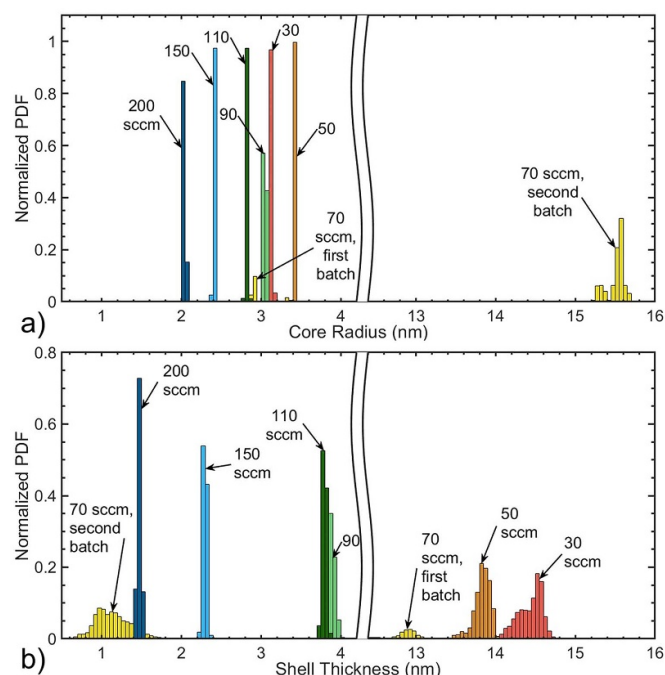 1
0.8
0.6
0.4
0.2
0
Normalized PDF
150
110
30
200
sccm
90
50
70
sccm,
first
batch
70 sccm,
second
batch
1 2 3 4 13 14 15 16
Core Radius (nm)
a)
0.8
0.6
0.4
0.2
0
Normalized PDF
200
sccm
150
sccm
110
sccm
70 sccm,
second
batch
90
70
sccm,
first
batch
50
sccm
30
sccm
1 2 3 4 13 14 15 16
Shell Thickness (nm)
b)